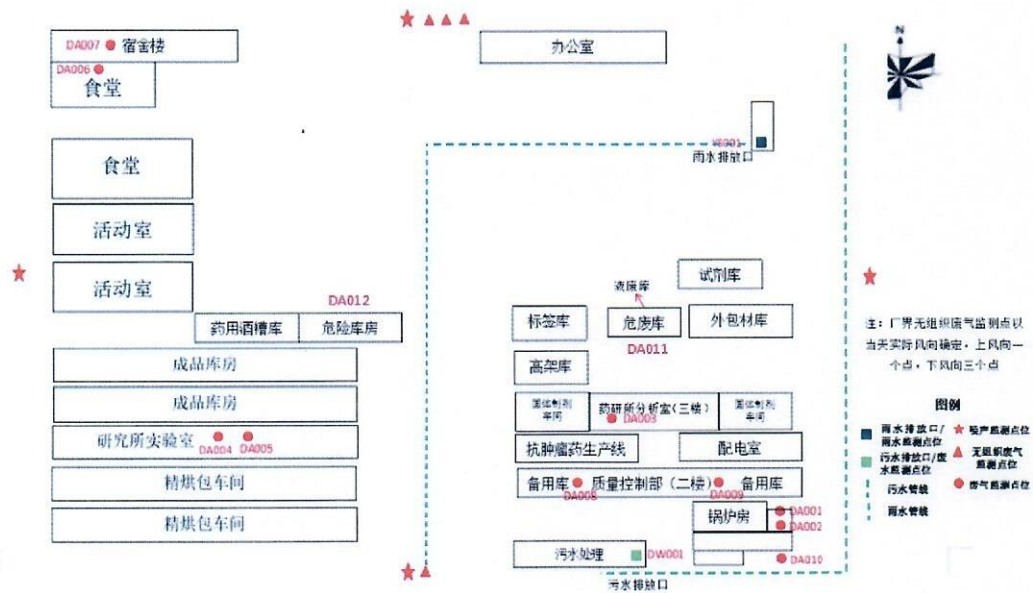 DA007 宿舍楼
DA006
食堂
办公室
N
YS001
雨水排放口
食堂
活动室
活动室
DA012
药用酒槽库
危险库房
成品库房
成品库房
研究所实验室
DA004
DA005
精烘包车间
精烘包车间
试剂库
液废库
标签库
危废库
外包材库
DA011
高架库
固体制剂
车间
药研所分析室(三楼)
DA003
固体制剂
车间
抗肿瘤药生产线
配电室
备用库
质量控制部(二楼)
备用库
DA008
DA009
锅炉房
DA001
DA002
污水处理
DW001
DA010
污水排放口
注:厂界无组织废气监测点以
当天实际风向确定,上风向一
个点,下风向三个点
图例
雨水排放口/
雨水监测点位
噪声监测点位
污水排放口/废
水监测点位
无组织废气
监测点位
污水管线
废气监测点位
雨水管线